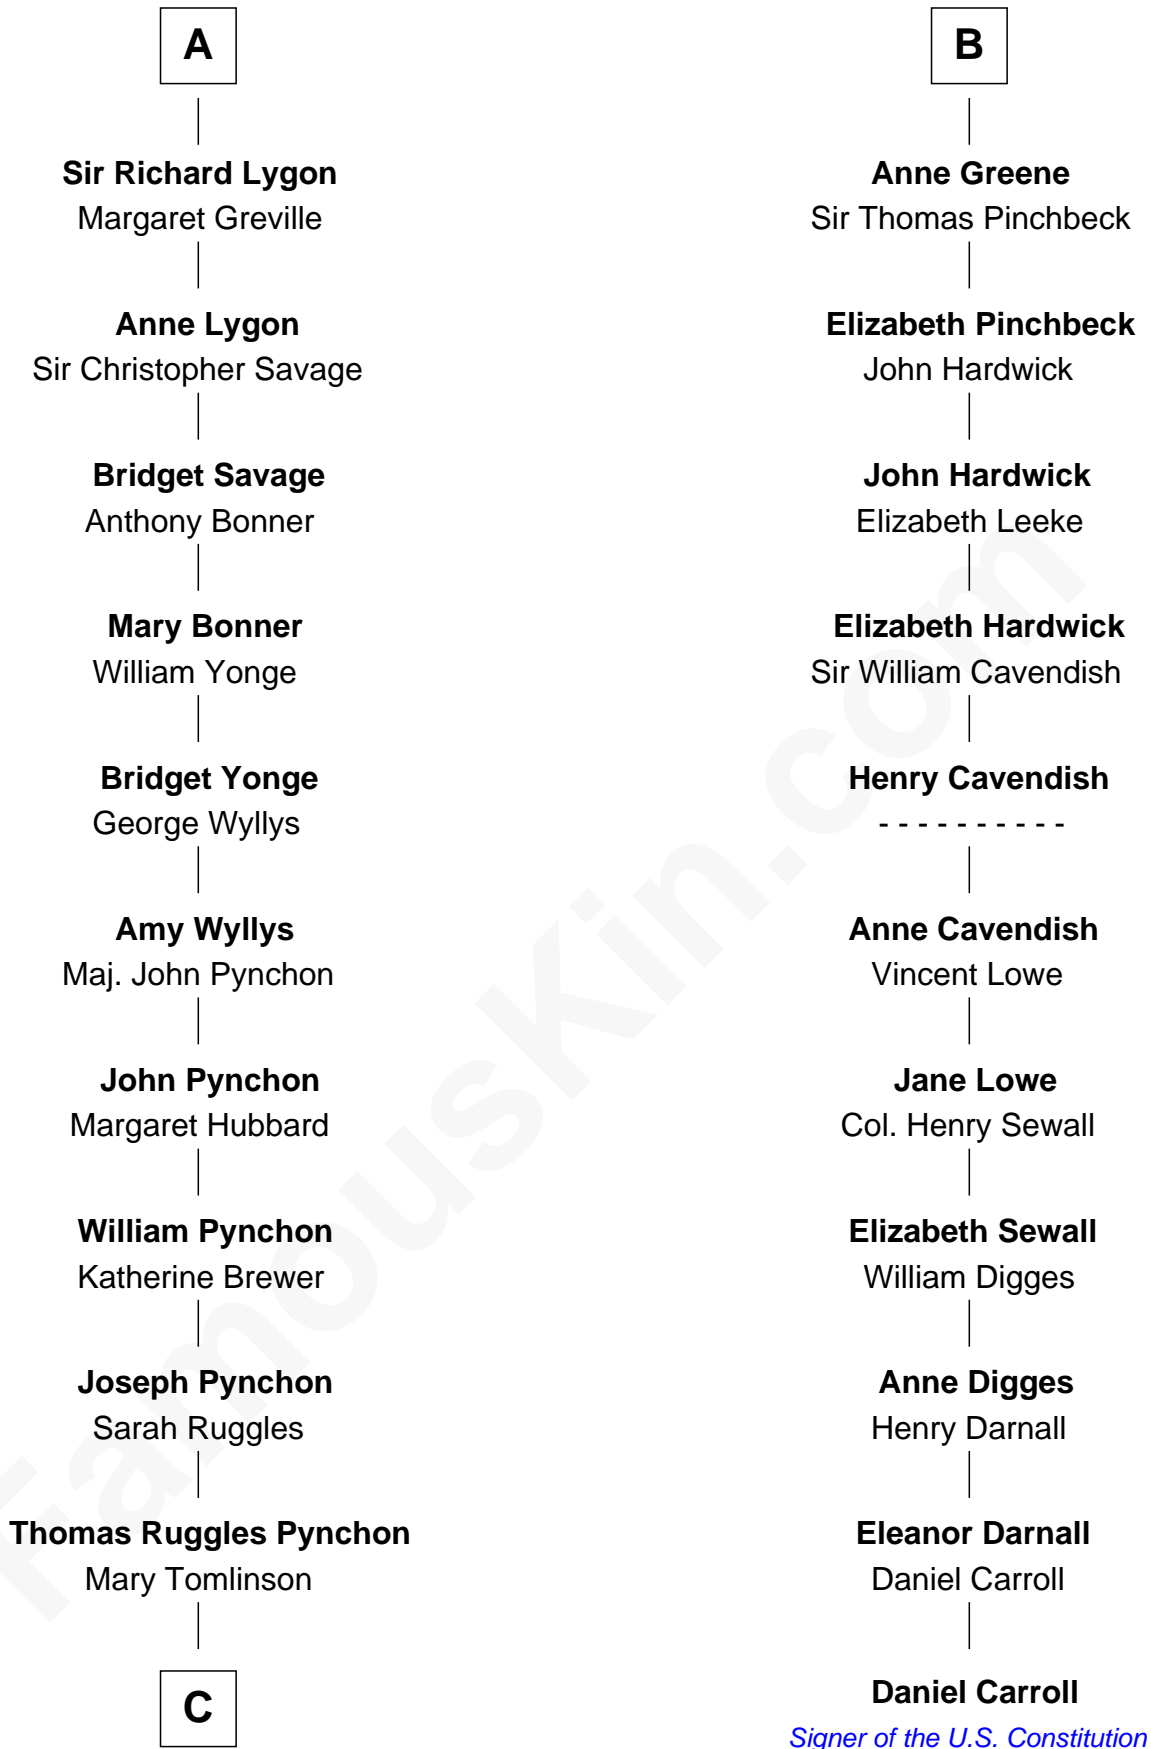 A
Sir Richard Lygon
Margaret Greville
Anne Lygon
Sir Christopher Savage
Bridget Savage
Anthony Bonner
Mary Bonner
William Yonge
Bridget Yonge
George Wyllys
Amy Wyllys
Maj. John Pynchon
John Pynchon
Margaret Hubbard
William Pynchon
Katherine Brewer
Joseph Pynchon
Sarah Ruggles
Thomas Ruggles Pynchon
Mary Tomlinson
C
B
Anne Greene
Sir Thomas Pinchbeck
Elizabeth Pinchbeck
John Hardwick
John Hardwick
Elizabeth Leeke
Elizabeth Hardwick
Sir William Cavendish
Henry Cavendish
- - - - - - - - - -
Anne Cavendish
Vincent Lowe
Jane Lowe
Col. Henry Sewall
Elizabeth Sewall
William Digges
Anne Digges
Henry Darnall
Eleanor Darnall
Daniel Carroll
Daniel Carroll
Signer of the U.S. Constitution
FamousKin.com